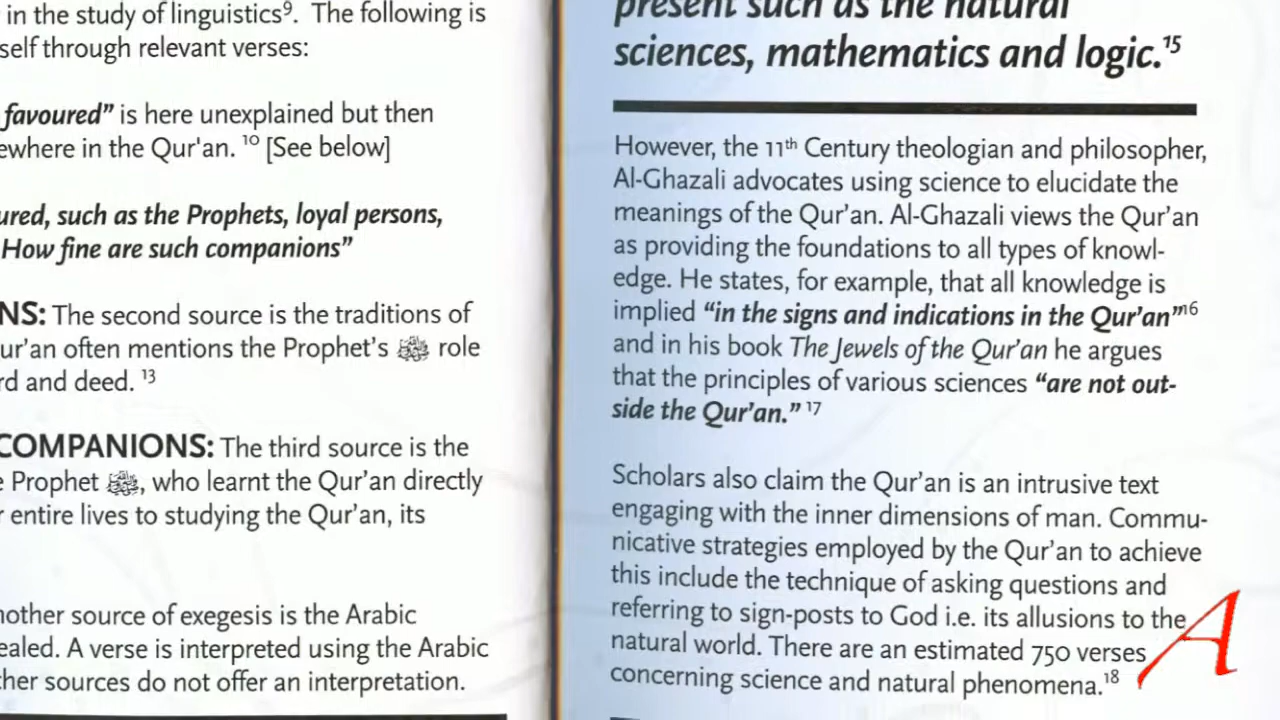 in the study of linguistics⁹. The following is
self through relevant verses:
favoured” is here unexplained but then
ewhere in the Qur'an. ¹⁰ [See below]
ured, such as the Prophets, loyal persons,
How fine are such companions”
NS: The second source is the traditions of
ur’an often mentions the Prophet’s ﷺ role
rd and deed. ¹³
COMPANIONS: The third source is the
e Prophet ﷺ, who learnt the Qur’an directly
r entire lives to studying the Qur’an, its
nother source of exegesis is the Arabic
ealed. A verse is interpreted using the Arabic
ther sources do not offer an interpretation.
present such as the natural
sciences, mathematics and logic.¹⁵
However, the 11th Century theologian and philosopher,
Al-Ghazali advocates using science to elucidate the
meanings of the Qur’an. Al-Ghazali views the Qur’an
as providing the foundations to all types of knowl-
edge. He states, for example, that all knowledge is
implied “in the signs and indications in the Qur’an”¹⁶
and in his book The Jewels of the Qur’an he argues
that the principles of various sciences “are not out-
side the Qur’an.” ¹⁷
Scholars also claim the Qur’an is an intrusive text
engaging with the inner dimensions of man. Commu-
nicative strategies employed by the Qur’an to achieve
this include the technique of asking questions and
referring to sign-posts to God i.e. its allusions to the
natural world. There are an estimated 750 verses
concerning science and natural phenomena.¹⁸
A